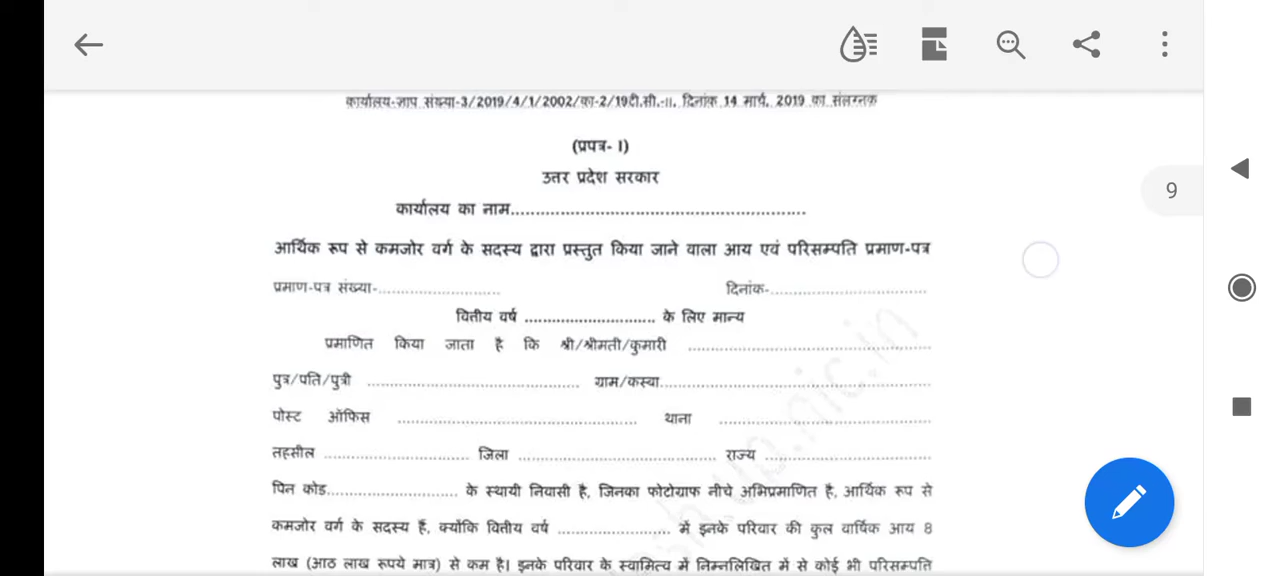 कार्यालय-ज्ञाप संख्या-3/2019/4/1/2002/का-2/19टी.सी.-II, दिनांक 14 मार्च, 2019 का संलग्नक
(प्रपत्र- I)
उत्तर प्रदेश सरकार
कार्यालय का नाम............................................................
9
आर्थिक रूप से कमजोर वर्ग के सदस्य द्वारा प्रस्तुत किया जाने वाला आय एवं परिसम्पति प्रमाण-पत्र
प्रमाण-पत्र संख्या-.............................. दिनांक-......................................
वित्तीय वर्ष ........................... के लिए मान्य
प्रमाणित किया जाता है कि श्री/श्रीमती/कुमारी ............................................................
पुत्र/पति/पुत्री ..................................................... ग्राम/कस्बा..................................................................
पोस्ट ऑफिस ........................................................... थाना ....................................................
तहसील .................................... जिला ................................................. राज्य .........................................
पिन कोड................................ के स्थायी निवासी है, जिनका फोटोग्राफ नीचे अभिप्रमाणित है, आर्थिक रूप से
कमजोर वर्ग के सदस्य हैं, क्योंकि वित्तीय वर्ष ........................... में इनके परिवार की कुल वार्षिक आय 8
लाख (आठ लाख रूपये मात्र) से कम है। इनके परिवार के स्वामित्व में निम्नलिखित में से कोई भी परिसम्पति